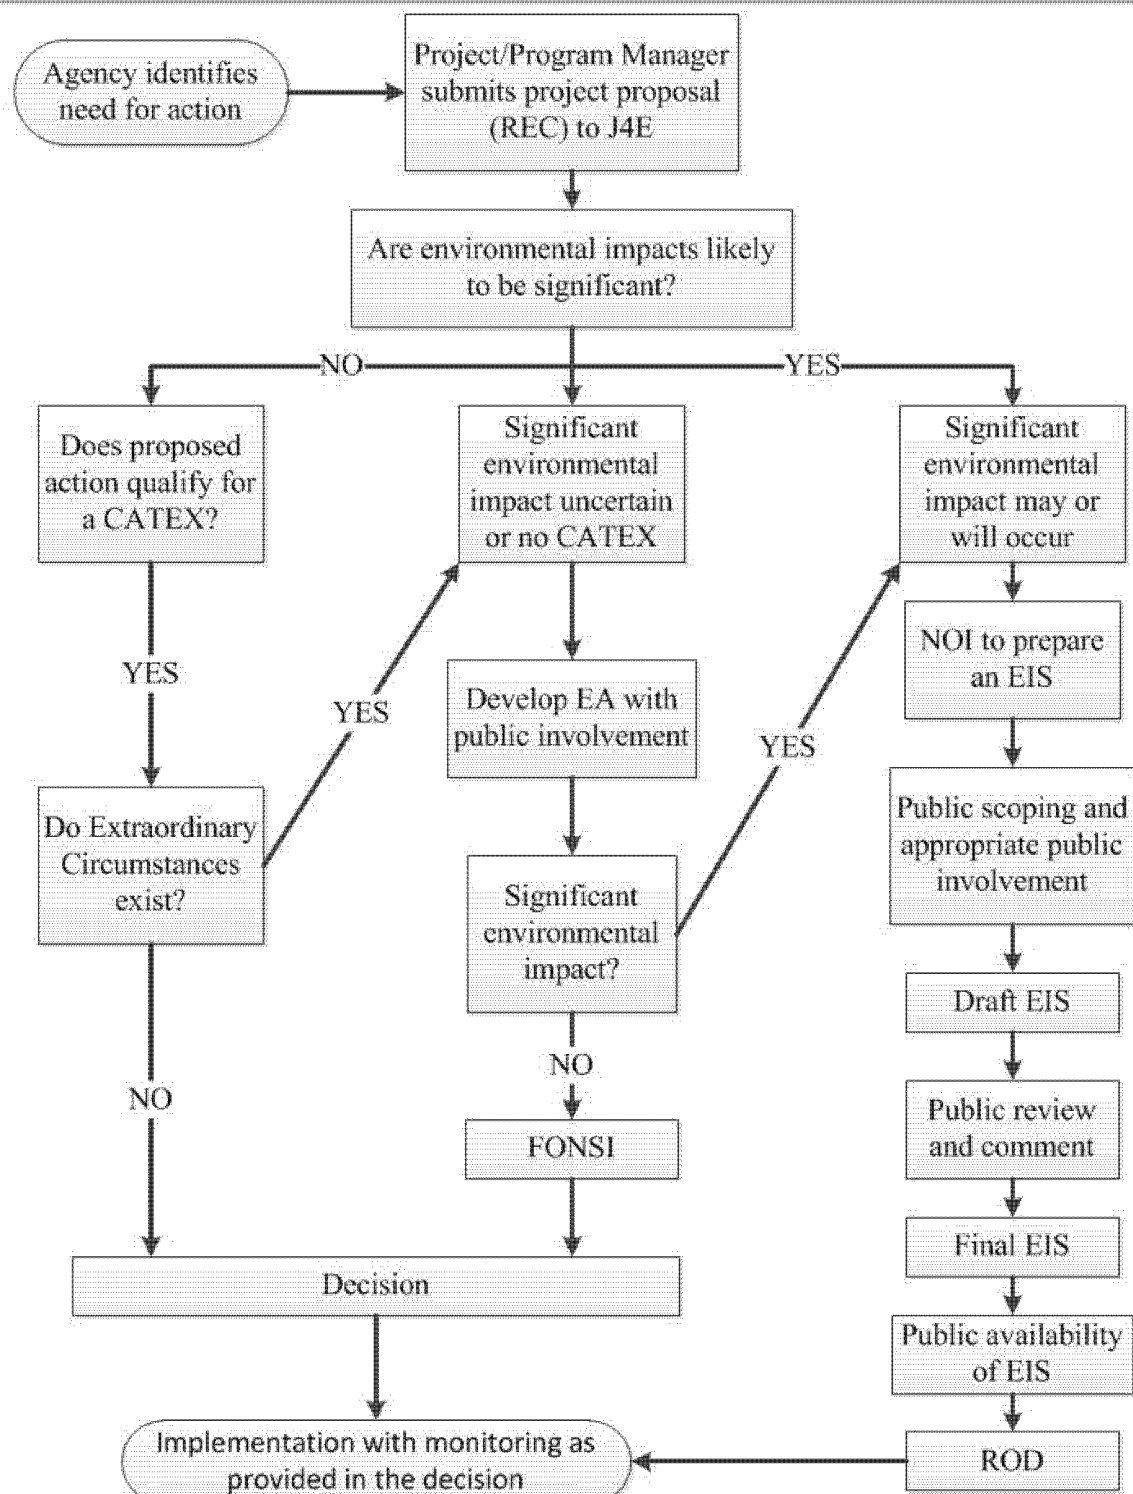 Agency identifies
need for action
Project/Program Manager
submits project proposal
(REC) to J4E
Are environmental impacts likely
to be significant?
NO
YES
Does proposed
action qualify for
a CATEX?
Significant
environmental
impact uncertain
or no CATEX
Significant
environmental
impact may or
will occur
NOI to prepare
an EIS
YES
YES
YES
Develop EA with
public involvement
Public scoping and
appropriate public
involvement
Do Extraordinary
Circumstances
exist?
Significant
environmental
impact?
Draft EIS
NO
NO
Public review
and comment
FONSI
Final EIS
Decision
Public availability
of EIS
Implementation with monitoring as
provided in the decision
ROD